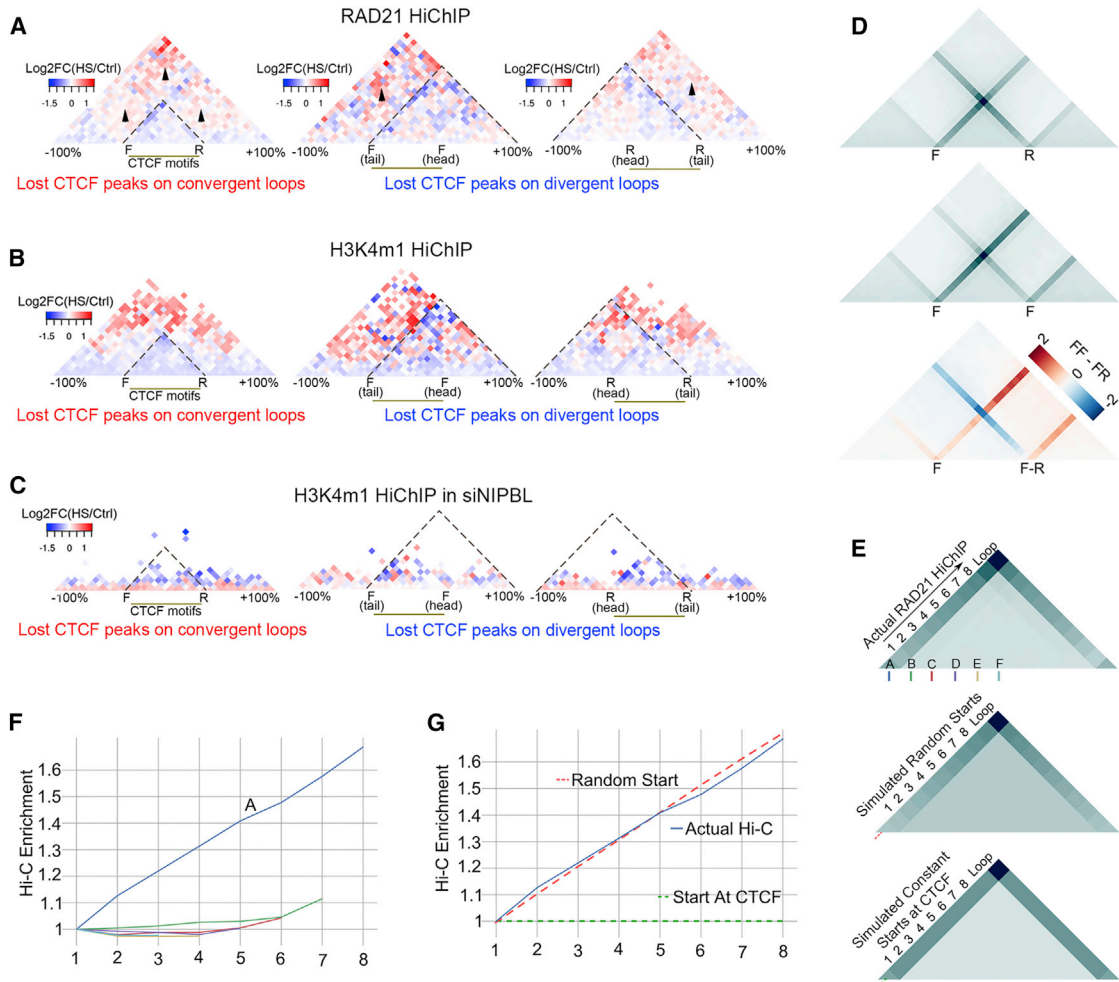 A
RAD21 HiChIP
Log2FC(HS/Ctrl)
-1.5 0 1
Log2FC(HS/Ctrl)
-1.5 0 1
Log2FC(HS/Ctrl)
-1.5 0 1
-100% F R +100%
CTCF motifs
-100% F F +100%
(tail) (head)
-100% R R +100%
(head) (tail)
Lost CTCF peaks on convergent loops
Lost CTCF peaks on divergent loops
B
H3K4m1 HiChIP
Log2FC(HS/Ctrl)
-1.5 0 1
-100% F R +100%
CTCF motifs
-100% F F +100%
(tail) (head)
-100% R R +100%
(head) (tail)
Lost CTCF peaks on convergent loops
Lost CTCF peaks on divergent loops
C
H3K4m1 HiChIP in siNIPBL
Log2FC(HS/Ctrl)
-1.5 0 1
-100% F R +100%
CTCF motifs
-100% F F +100%
(tail) (head)
-100% R R +100%
(head) (tail)
Lost CTCF peaks on convergent loops
Lost CTCF peaks on divergent loops
D
F R
F F
2 0 -2
FF - FR
F F-R
E
Actual RAD21 HiChIP
1 2 3 4 5 6 7 8 Loop
A B C D E F
Simulated Random Starts
1 2 3 4 5 6 7 8 Loop
Simulated Constant
Starts at CTCF
1 2 3 4 5 6 7 8 Loop
F
Hi-C Enrichment
1.6
1.5
1.4
1.3
1.2
1.1
1
A
1 2 3 4 5 6 7 8
G
Hi-C Enrichment
1.6
1.5
1.4
1.3
1.2
1.1
1
Random Start
Actual Hi-C
Start At CTCF
1 2 3 4 5 6 7 8